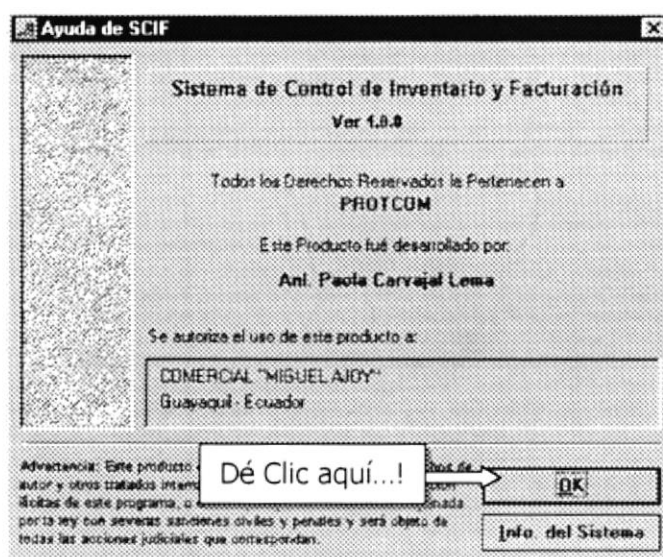 Ayuda de SCIF
Sistema de Control de Inventario y Facturación
Ver 1.0.0
Todos los Derechos Reservados le Pertenecen a
PROTCOM
Este Producto fué desarrollado por:
Anl. Paola Carvajal Lema
Se autoriza el uso de este producto a:
COMERCIAL "MIGUEL AJOY"
Guayaquil - Ecuador
Advertencia: Este producto de
autor y otros tratados
ilícitas de este programa, o
por la ley con severas sanciones civiles y penales y será objeto de
todas las acciones judiciales que correspondan.
Dé Clic aquí...!
OK
Info. del Sistema